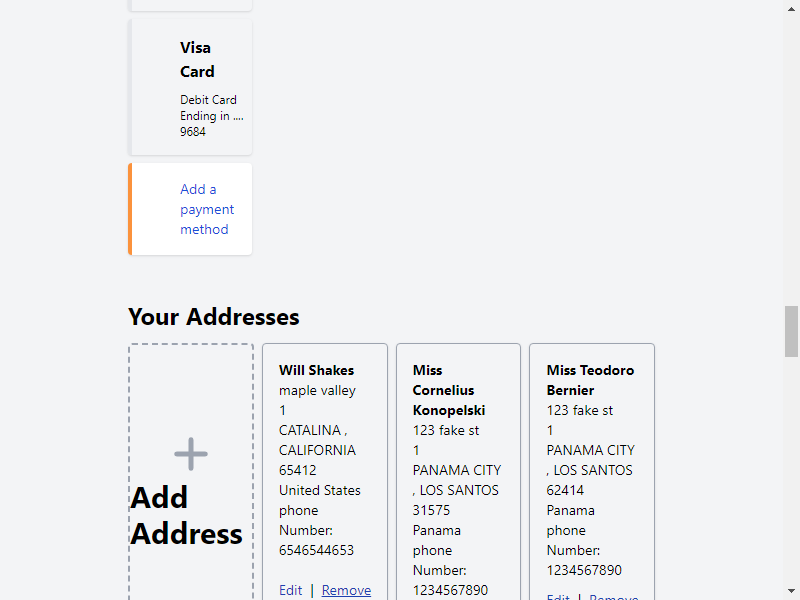 Visa
Card
Debit Card
Ending in ....
9684
Add a
payment
method
Your Addresses
Add
Address
Will Shakes
maple valley
1
CATALINA ,
CALIFORNIA
65412
United States
phone
Number:
6546544653
Edit | Remove
Miss
Cornelius
Konopelski
123 fake st
1
PANAMA CITY
, LOS SANTOS
31575
Panama
phone
Number:
1234567890
Miss Teodoro
Bernier
123 fake st
1
PANAMA CITY
, LOS SANTOS
62414
Panama
phone
Number:
1234567890
Edit | Remove